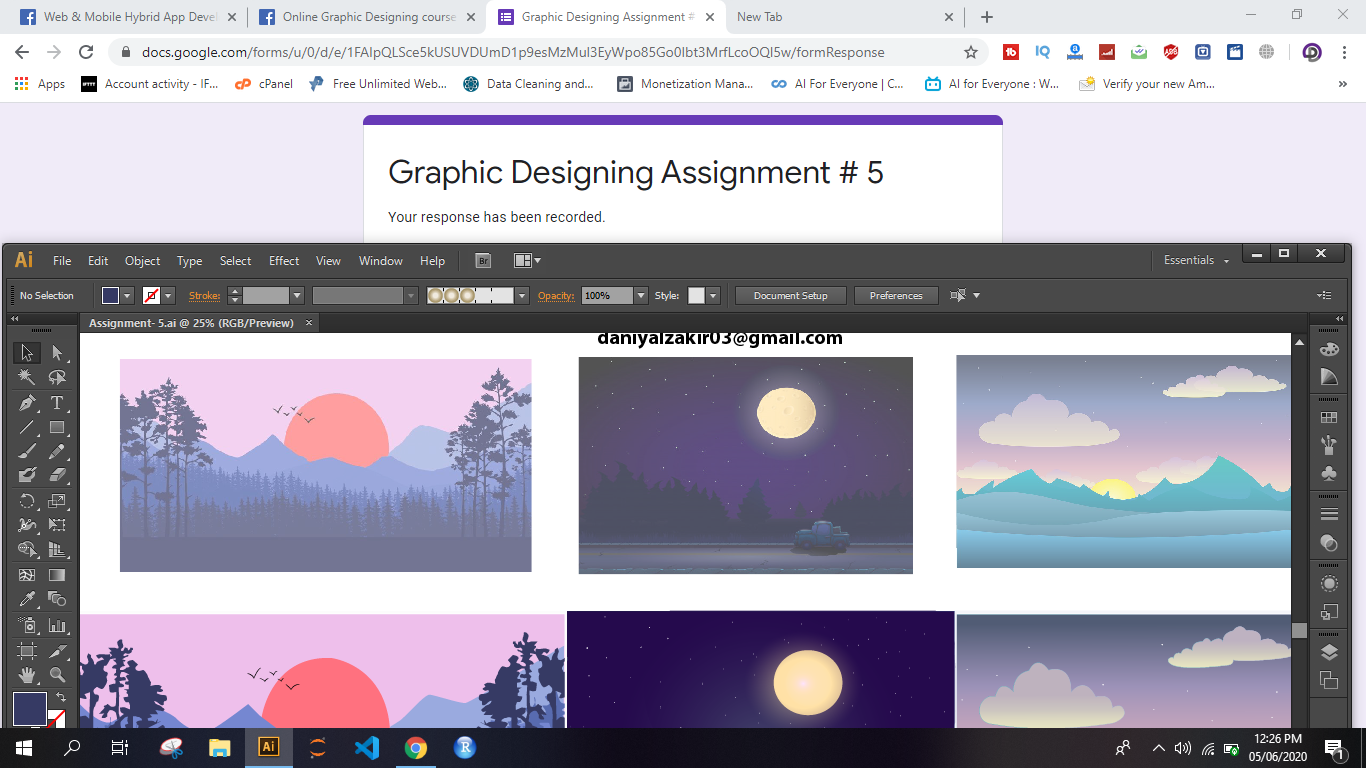 Web & Mobile Hybrid App Devel
Online Graphic Designing course
Graphic Designing Assignment #
New Tab
docs.google.com/forms/u/0/d/e/1FAIpQLSce5kUSUVDUmD1p9esMzMul3EyWpo85Go0Ibt3MrfLcoOQI5w/formResponse
Apps
Account activity - IF...
cPanel
Free Unlimited Web...
Data Cleaning and...
Monetization Mana...
AI For Everyone | C...
AI for Everyone : W...
Verify your new Am...
»
Graphic Designing Assignment # 5
Your response has been recorded.
Ai
File
Edit
Object
Type
Select
Effect
View
Window
Help
Br
Essentials
No Selection
Stroke:
Opacity:
100%
Style:
Document Setup
Preferences
Assignment- 5.ai @ 25% (RGB/Preview)
daniyalzakir03@gmail.com
Ai
R
12:26 PM
05/06/2020
1